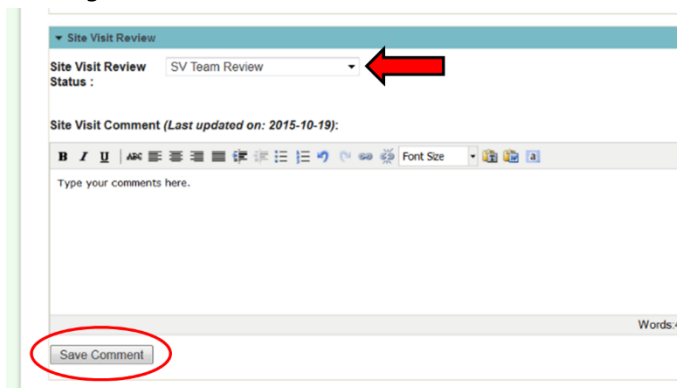 Site Visit Review
Site Visit Review SV Team Review
Status :
Site Visit Comment (Last updated on: 2015-10-19):
B I U ABC Font Size
Type your comments here.
Save Comment